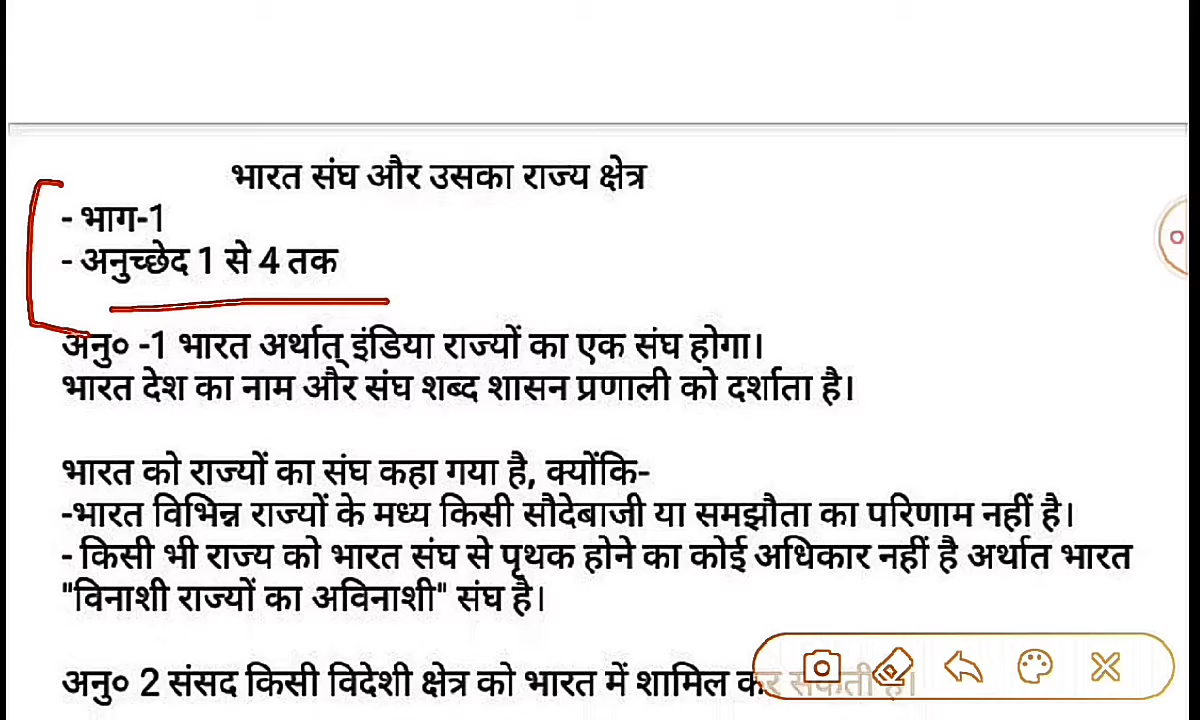 भारत संघ और उसका राज्य क्षेत्र
- भाग-1
- अनुच्छेद 1 से 4 तक
अनु० -1 भारत अर्थात् इंडिया राज्यों का एक संघ होगा।
भारत देश का नाम और संघ शब्द शासन प्रणाली को दर्शाता है।
भारत को राज्यों का संघ कहा गया है, क्योंकि-
-भारत विभिन्न राज्यों के मध्य किसी सौदेबाजी या समझौता का परिणाम नहीं है।
- किसी भी राज्य को भारत संघ से पृथक होने का कोई अधिकार नहीं है अर्थात भारत
"विनाशी राज्यों का अविनाशी" संघ है।
अनु० 2 संसद किसी विदेशी क्षेत्र को भारत में शामिल कर सकती है।